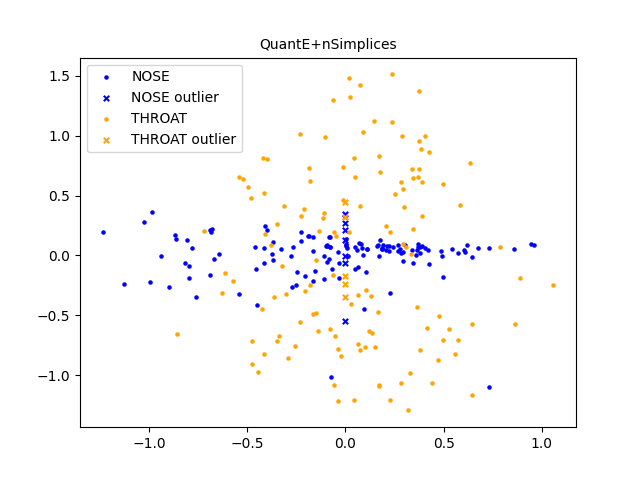 QuantE+nSimplices
NOSE
NOSE outlier
THROAT
THROAT outlier
1.5
1.0
0.5
0.0
−0.5
−1.0
−1.0 −0.5 0.0 0.5 1.0